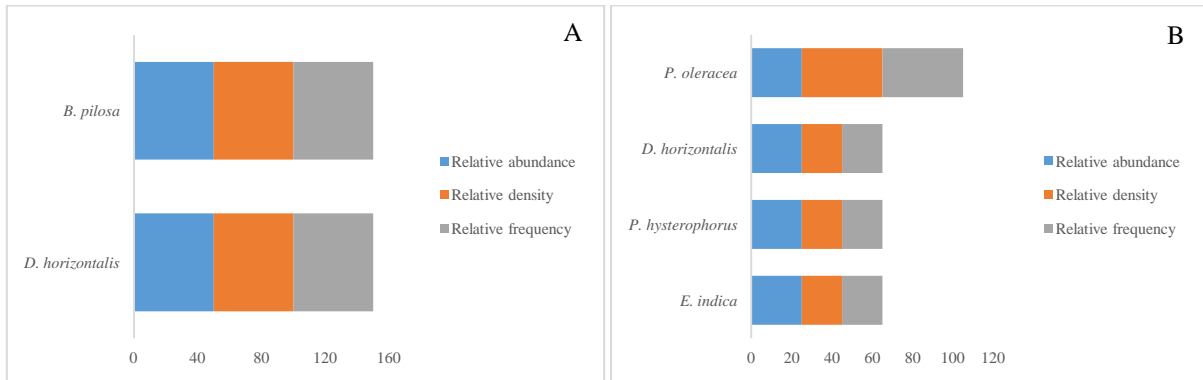 A
B. pilosa
D. horizontalis
Relative abundance
Relative density
Relative frequency
0 40 80 120 160
B
P. oleracea
D. horizontalis
P. hysterophorus
E. indica
Relative abundance
Relative density
Relative frequency
0 20 40 60 80 100 120